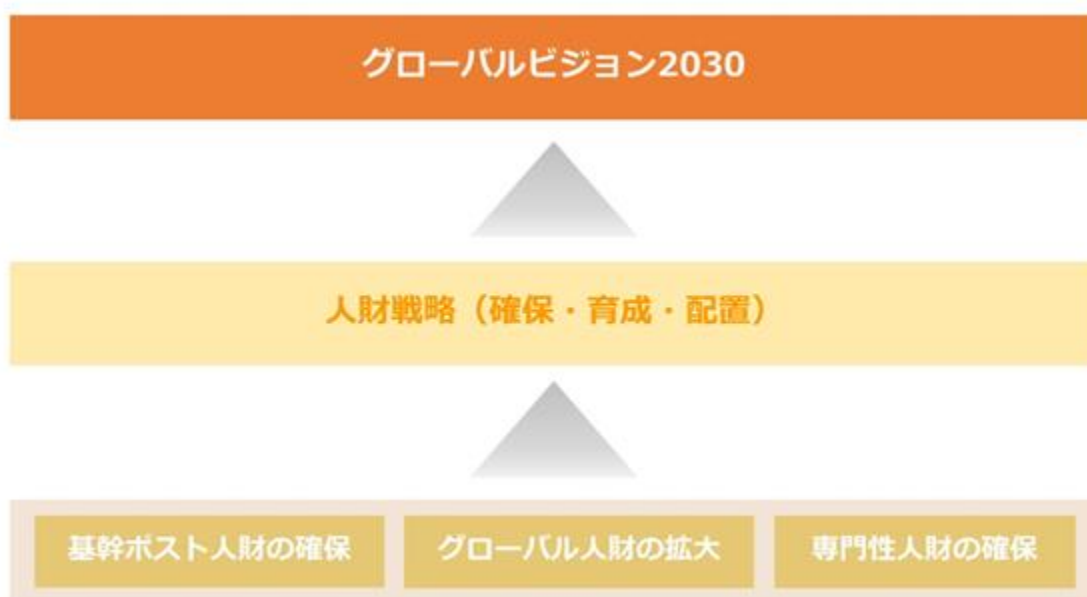 グローバルビジョン2030
人財戦略（確保・育成・配置）
基幹ポスト人財の確保
グローバル人財の拡大
専門性人財の確保